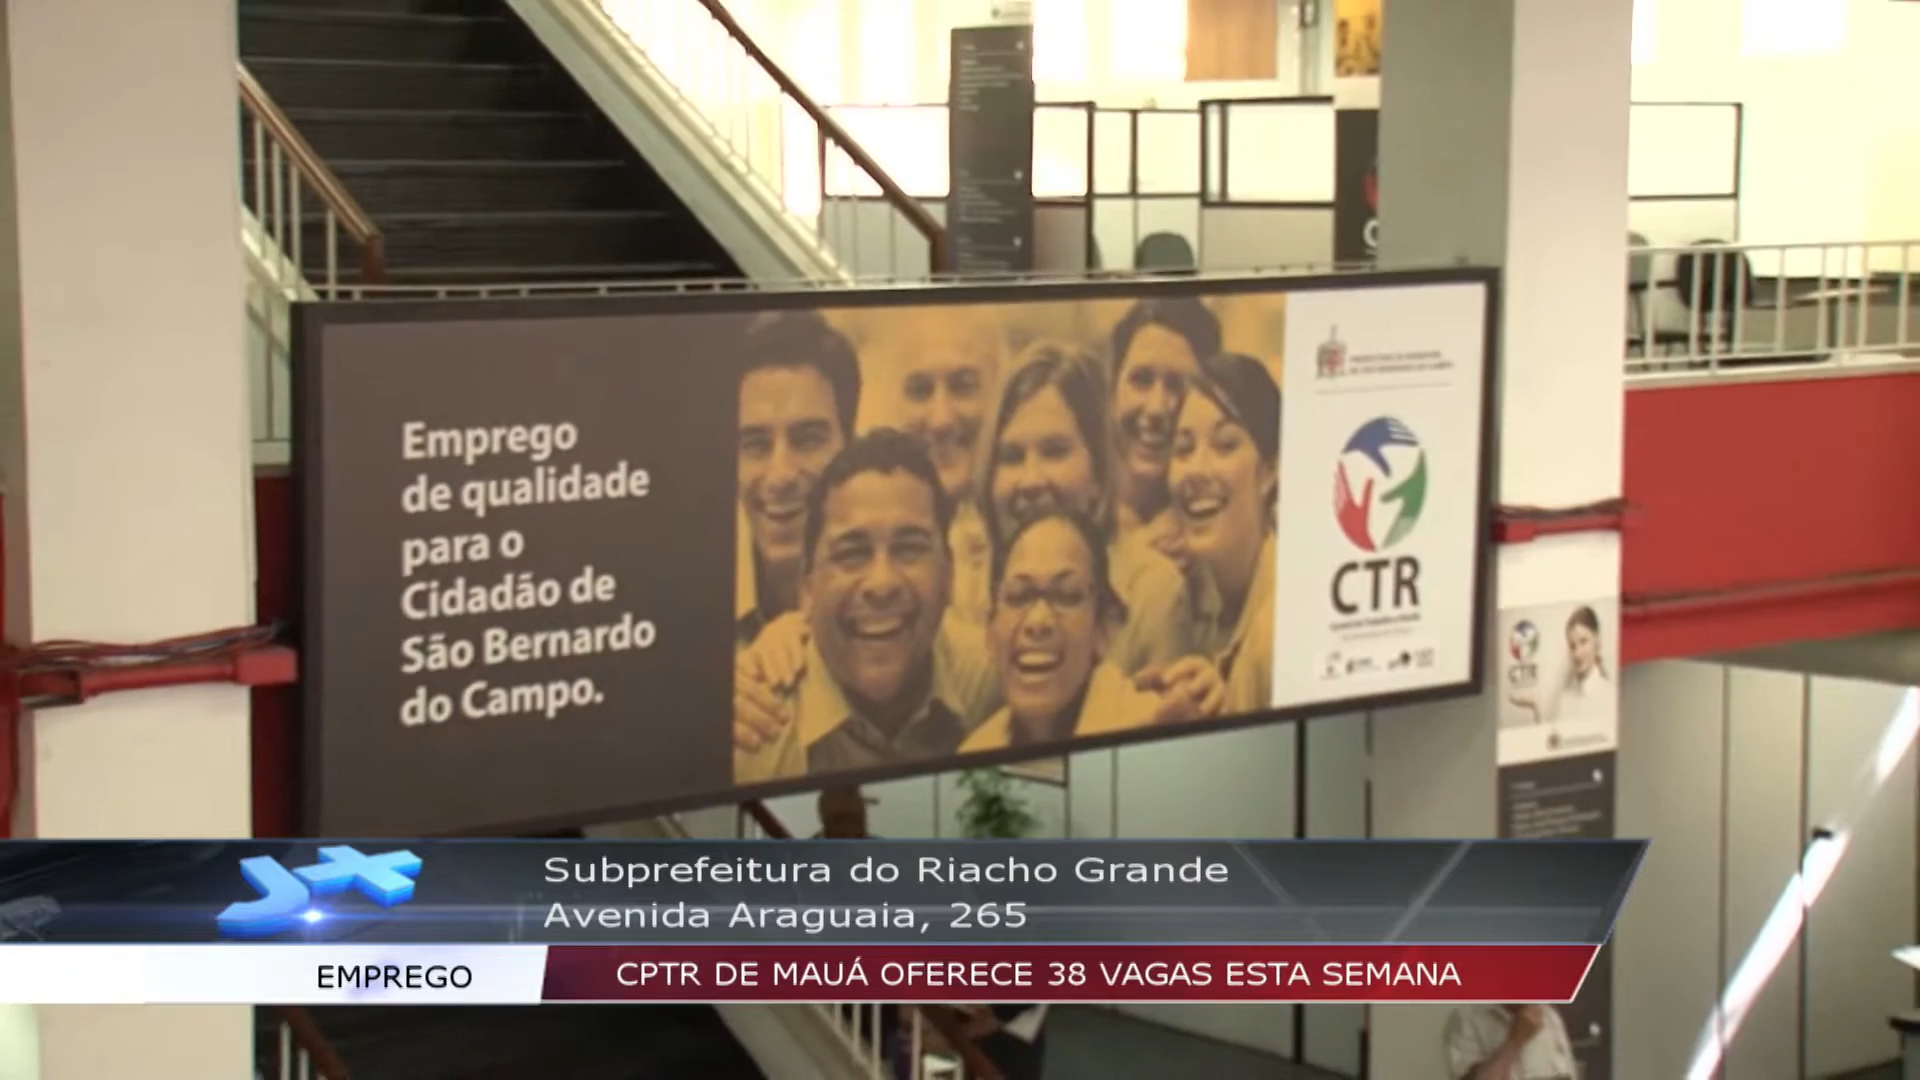 Emprego
de qualidade
para o
Cidadão de
São Bernardo
do Campo.
CTR
CTR
Subprefeitura do Riacho Grande
Avenida Araguaia, 265
EMPREGO
CPTR DE MAUÁ OFERECE 38 VAGAS ESTA SEMANA